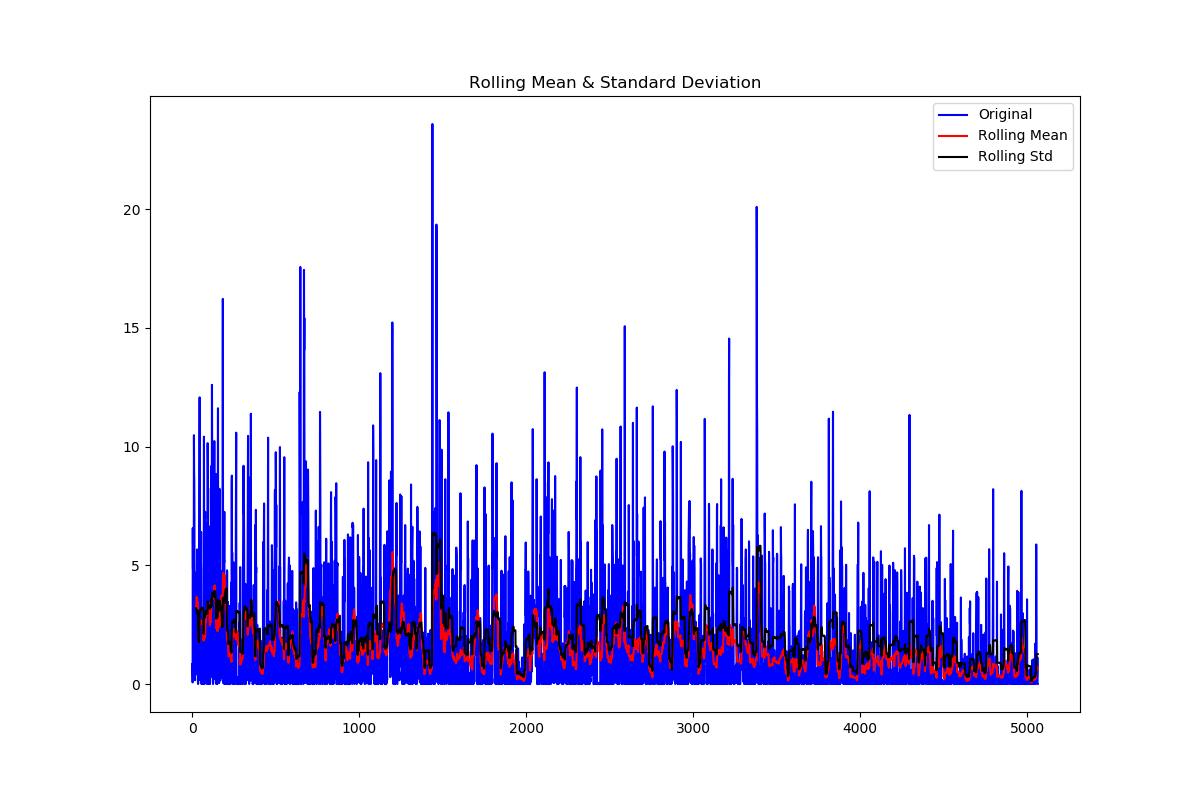 Rolling Mean & Standard Deviation
Original
Rolling Mean
Rolling Std
20
15
10
5
0
0 1000 2000 3000 4000 5000